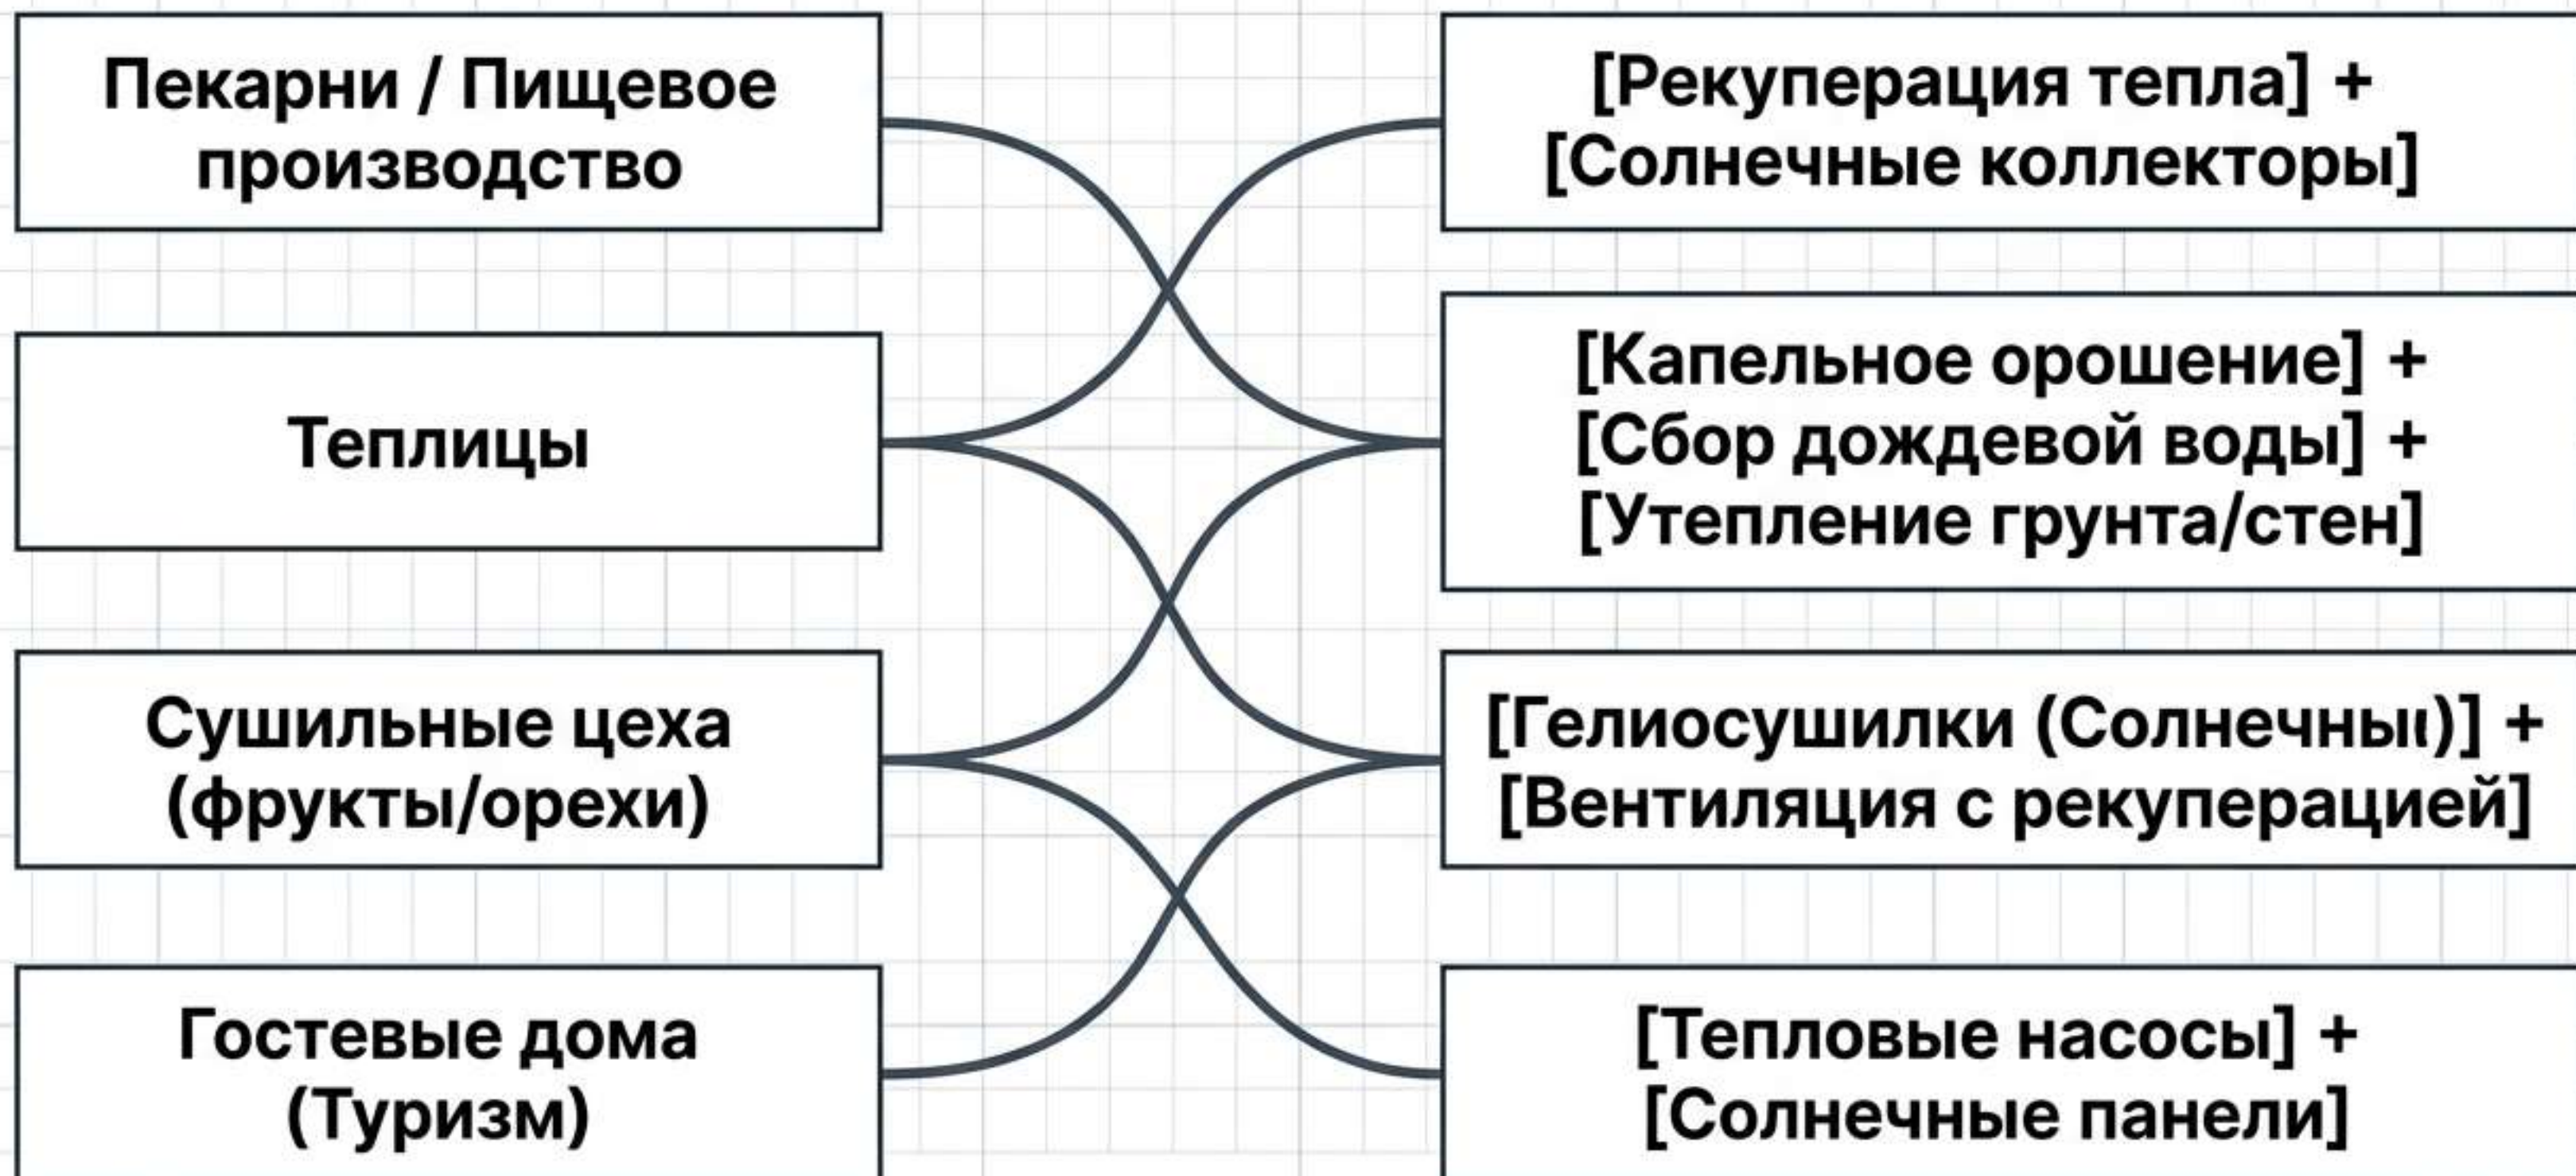 Пекарни / Пищевое
производство
Теплицы
Сушильные цеха
(фрукты/орехи)
Гостевые дома
(Туризм)
[Рекуперация тепла] +
[Солнечные коллекторы]
[Капельное орошение] +
[Сбор дождевой воды] +
[Утепление грунта/стен]
[Гелиосушилки +
[Вентиляция с рекуперацией]
[Тепловые насосы] +
[Солнечные панели]